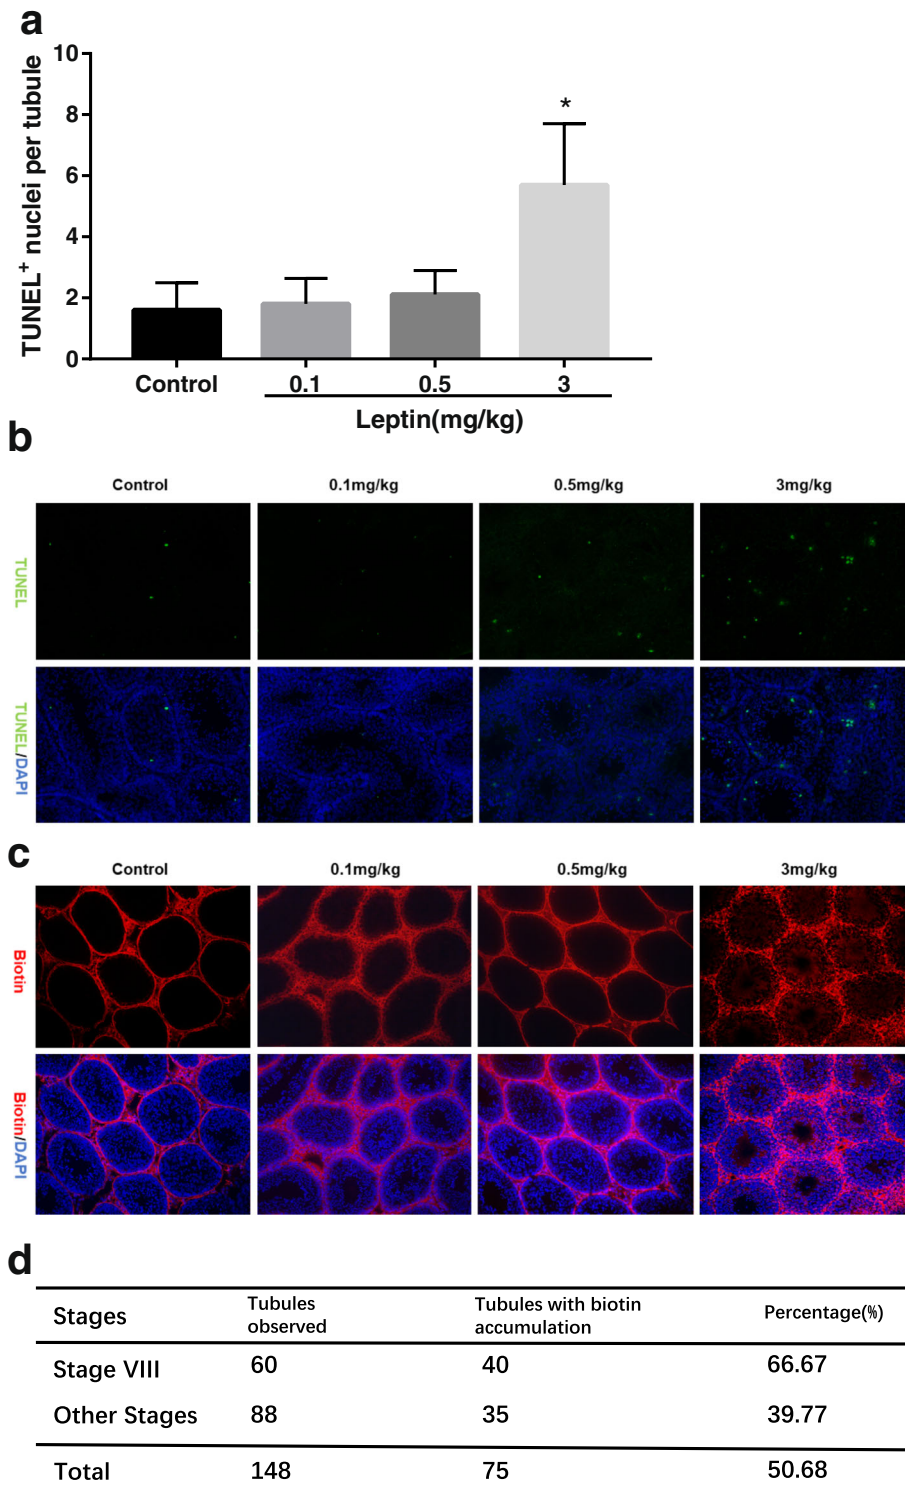 a
TUNEL+ nuclei per tubule
10
8
6
4
2
0
*
Control
0.1
0.5
3
Leptin(mg/kg)
b
Control
0.1mg/kg
0.5mg/kg
3mg/kg
TUNEL
TUNEL/DAPI
c
Control
0.1mg/kg
0.5mg/kg
3mg/kg
Biotin
Biotin/DAPI
d
Stages
Tubules
observed
Tubules with biotin
accumulation
Percentage(%)
Stage VIII
60
40
66.67
Other Stages
88
35
39.77
Total
148
75
50.68